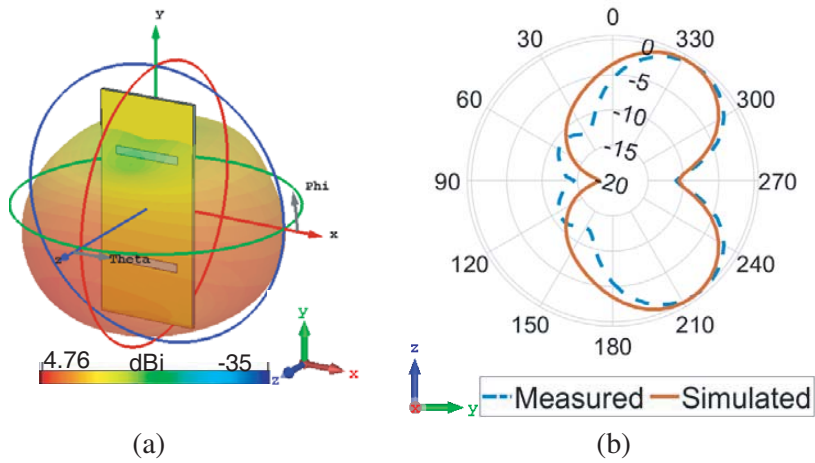 y
Phi
x
z
Theta
4.76 dBi -35
y
z
x
(a)
0
30
330
0
-5
60
300
-10
-15
90
-20
270
120
240
150
210
180
z
x
y
Measured
Simulated
(b)